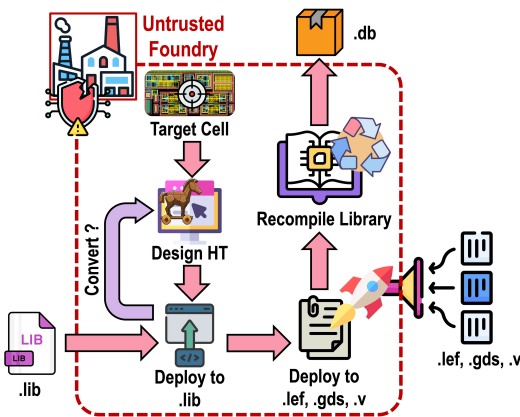 Untrusted
Foundry
.db
Target Cell
Design HT
Recompile Library
Convert ?
LIB
LIB
.lib
Deploy to
.lib
Deploy to
.lef, .gds, .v
.lef, .gds, .v